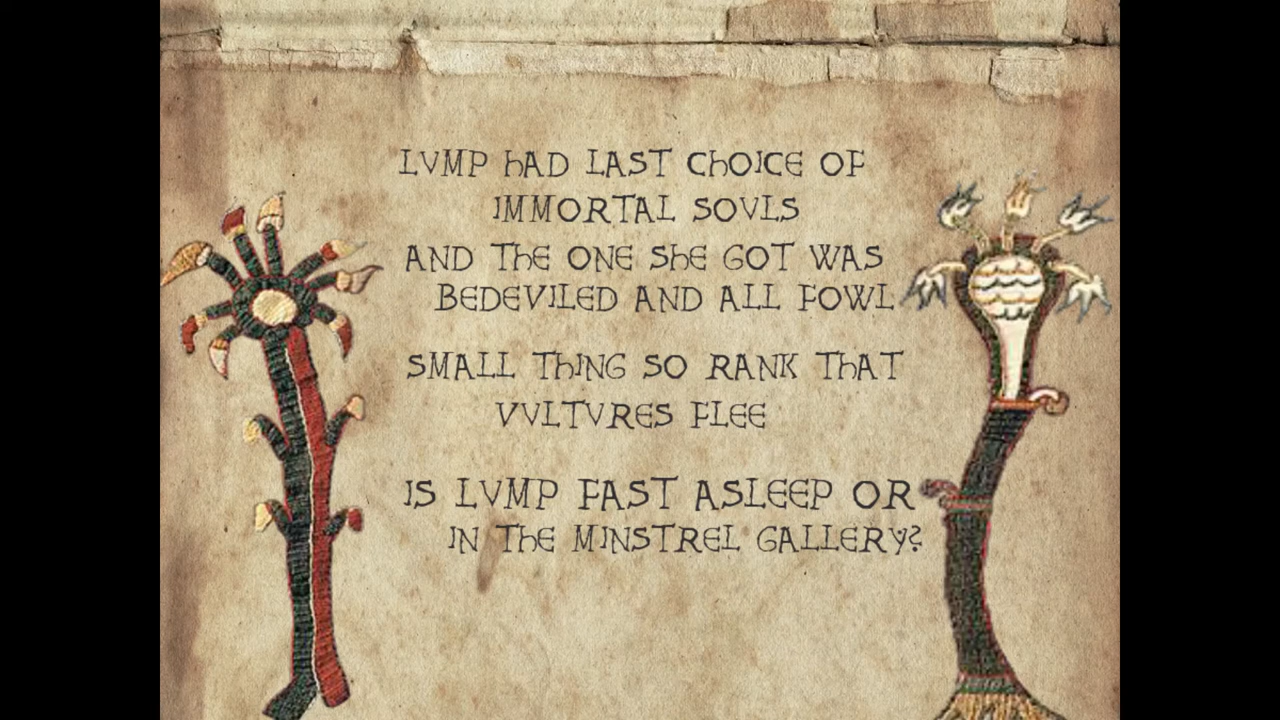 LVMP hAD LAST ChOICE OF
IMMORTAL SOVLS
AND ThE ONE ShE GOT WAS
BEDEVILED AND ALL FOWL
SMALL ThING SO RANK ThAT
VVLTVRES FLEE
IS LVMP FAST ASLEEP OR
IN ThE MINSTREL GALLERY?